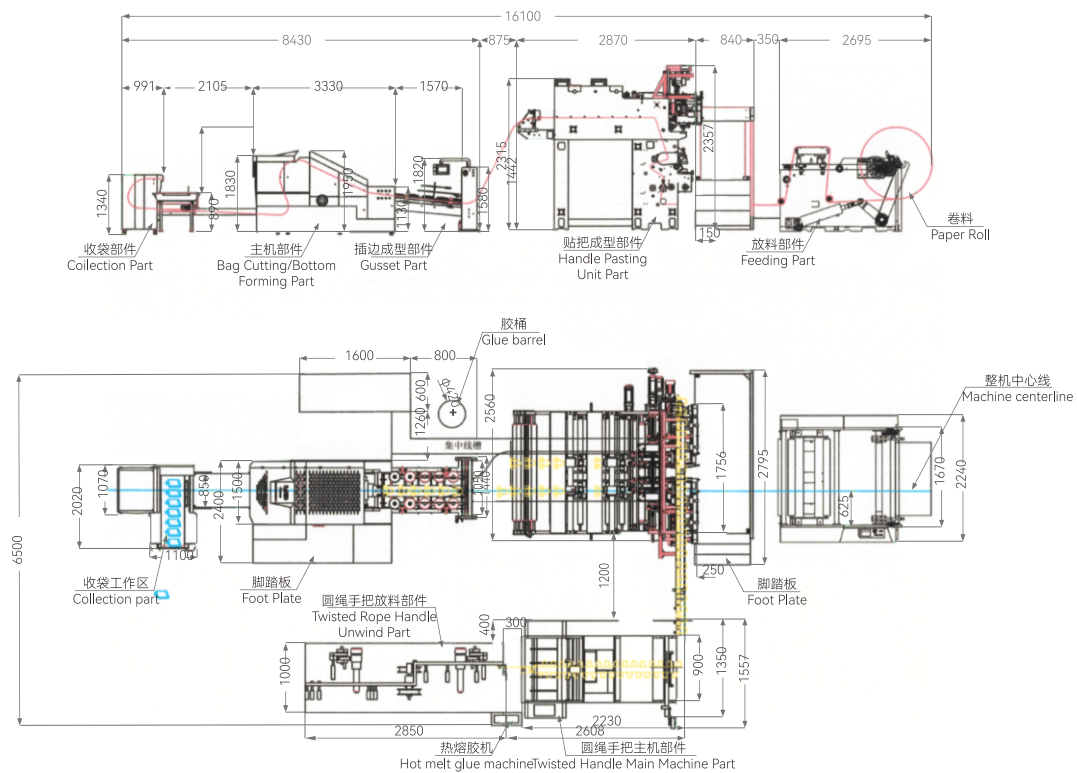 16100
8430
875
2870
840
350
2695
991
2105
3330
1570
1340
890
1830
1950
1130
1820
1580
2315
1442
2357
150
收袋部件
Collection Part
主机部件
Bag Cutting/Bottom
Forming Part
插边成型部件
Gusset Part
贴把成型部件
Handle Pasting
Unit Part
放料部件
Feeding Part
卷料
Paper Roll
胶桶
Glue barrel
1600
800
600
Φ420
1260
集中线槽
2560
1756
2795
整机中心线
Machine centerline
1670
2240
625
6500
2020
1070
850
1500
2400
1050
1440
1100
收袋工作区
Collection part
脚踏板
Foot Plate
1200
250
脚踏板
Foot Plate
圆绳手把放料部件
Twisted Rope Handle
Unwind Part
400
300
1000
900
1350
1557
2850
2230
2608
热熔胶机
Hot melt glue machine
圆绳手把主机部件
Twisted Handle Main Machine Part